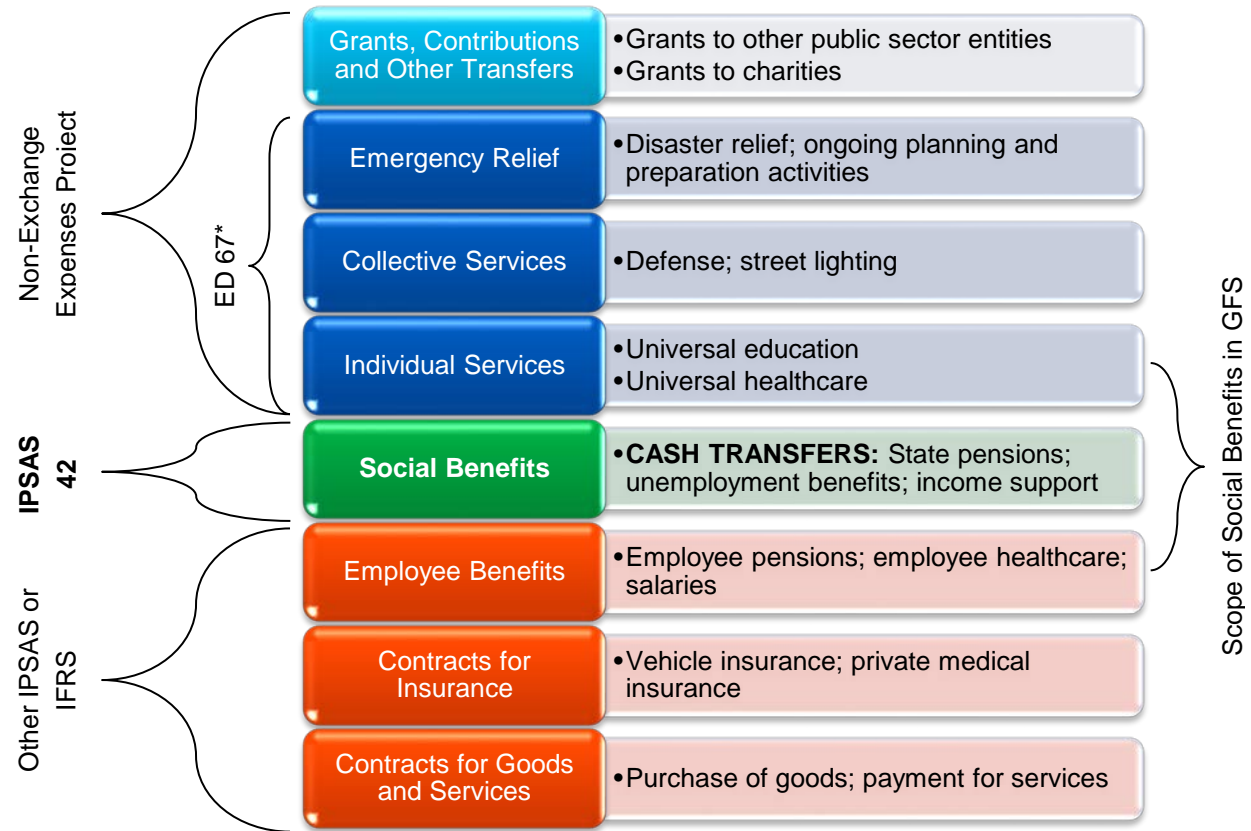 Non-Exchange
Expenses Project
ED 67*
IPSAS
42
Other IPSAS or
IFRS
Grants, Contributions
and Other Transfers
•Grants to other public sector entities
•Grants to charities
Emergency Relief
•Disaster relief; ongoing planning and
preparation activities
Collective Services
•Defense; street lighting
Individual Services
•Universal education
•Universal healthcare
Social Benefits
•CASH TRANSFERS: State pensions;
unemployment benefits; income support
Employee Benefits
•Employee pensions; employee healthcare;
salaries
Contracts for
Insurance
•Vehicle insurance; private medical
insurance
Contracts for Goods
and Services
•Purchase of goods; payment for services
Scope of Social Benefits in GFS